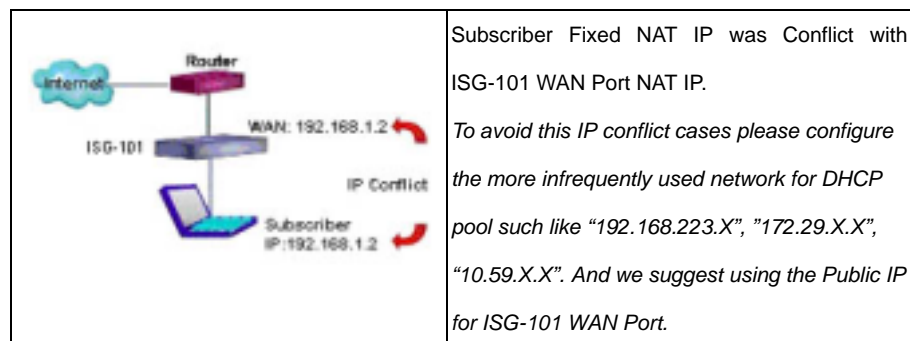 Internet
Router
WAN: 192.168.1.2
ISG-101
IP Conflict
Subscriber
IP:192.168.1.2
Subscriber Fixed NAT IP was Conflict with
ISG-101 WAN Port NAT IP.
To avoid this IP conflict cases please configure
the more infrequently used network for DHCP
pool such like “192.168.223.X”, ”172.29.X.X”,
“10.59.X.X”. And we suggest using the Public IP
for ISG-101 WAN Port.